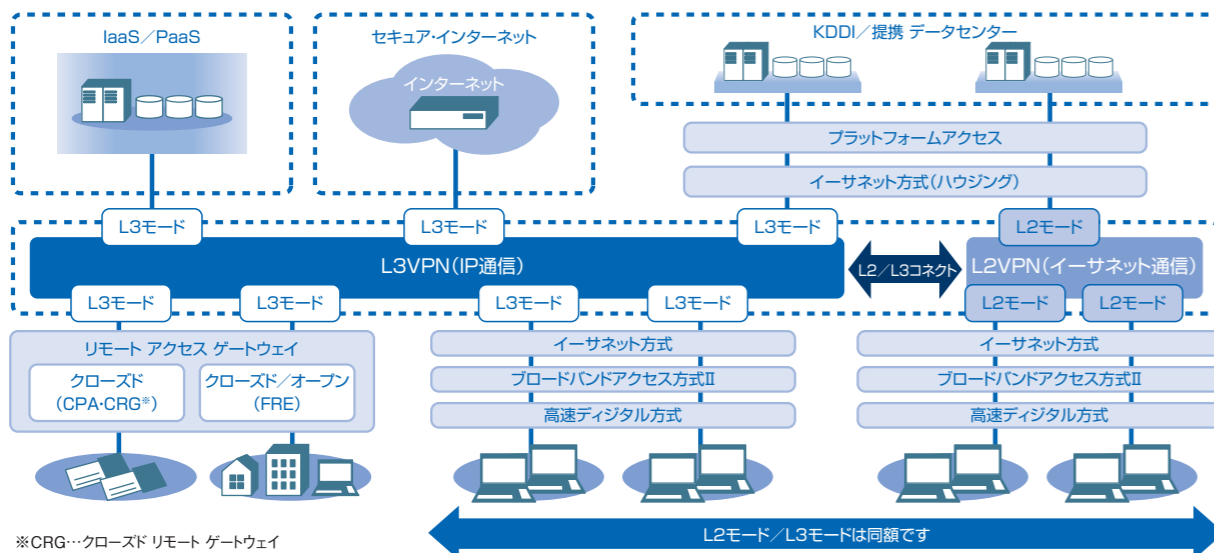 IaaS／PaaS
セキュア・インターネット
インターネット
KDDI／提携 データセンター
プラットフォームアクセス
イーサネット方式（ハウジング）
L3モード
L3モード
L3モード
L2モード
L3VPN（IP通信）
L2／L3コネクト
L2VPN（イーサネット通信）
L3モード
L3モード
L3モード
L3モード
L2モード
L2モード
リモート アクセス ゲートウェイ
クローズド
（CPA・CRG※）
クローズド／オープン
（FRE）
イーサネット方式
ブロードバンドアクセス方式Ⅱ
高速ディジタル方式
イーサネット方式
ブロードバンドアクセス方式Ⅱ
高速ディジタル方式
L2モード／L3モードは同額です
※CRG…クローズド リモート ゲートウェイ